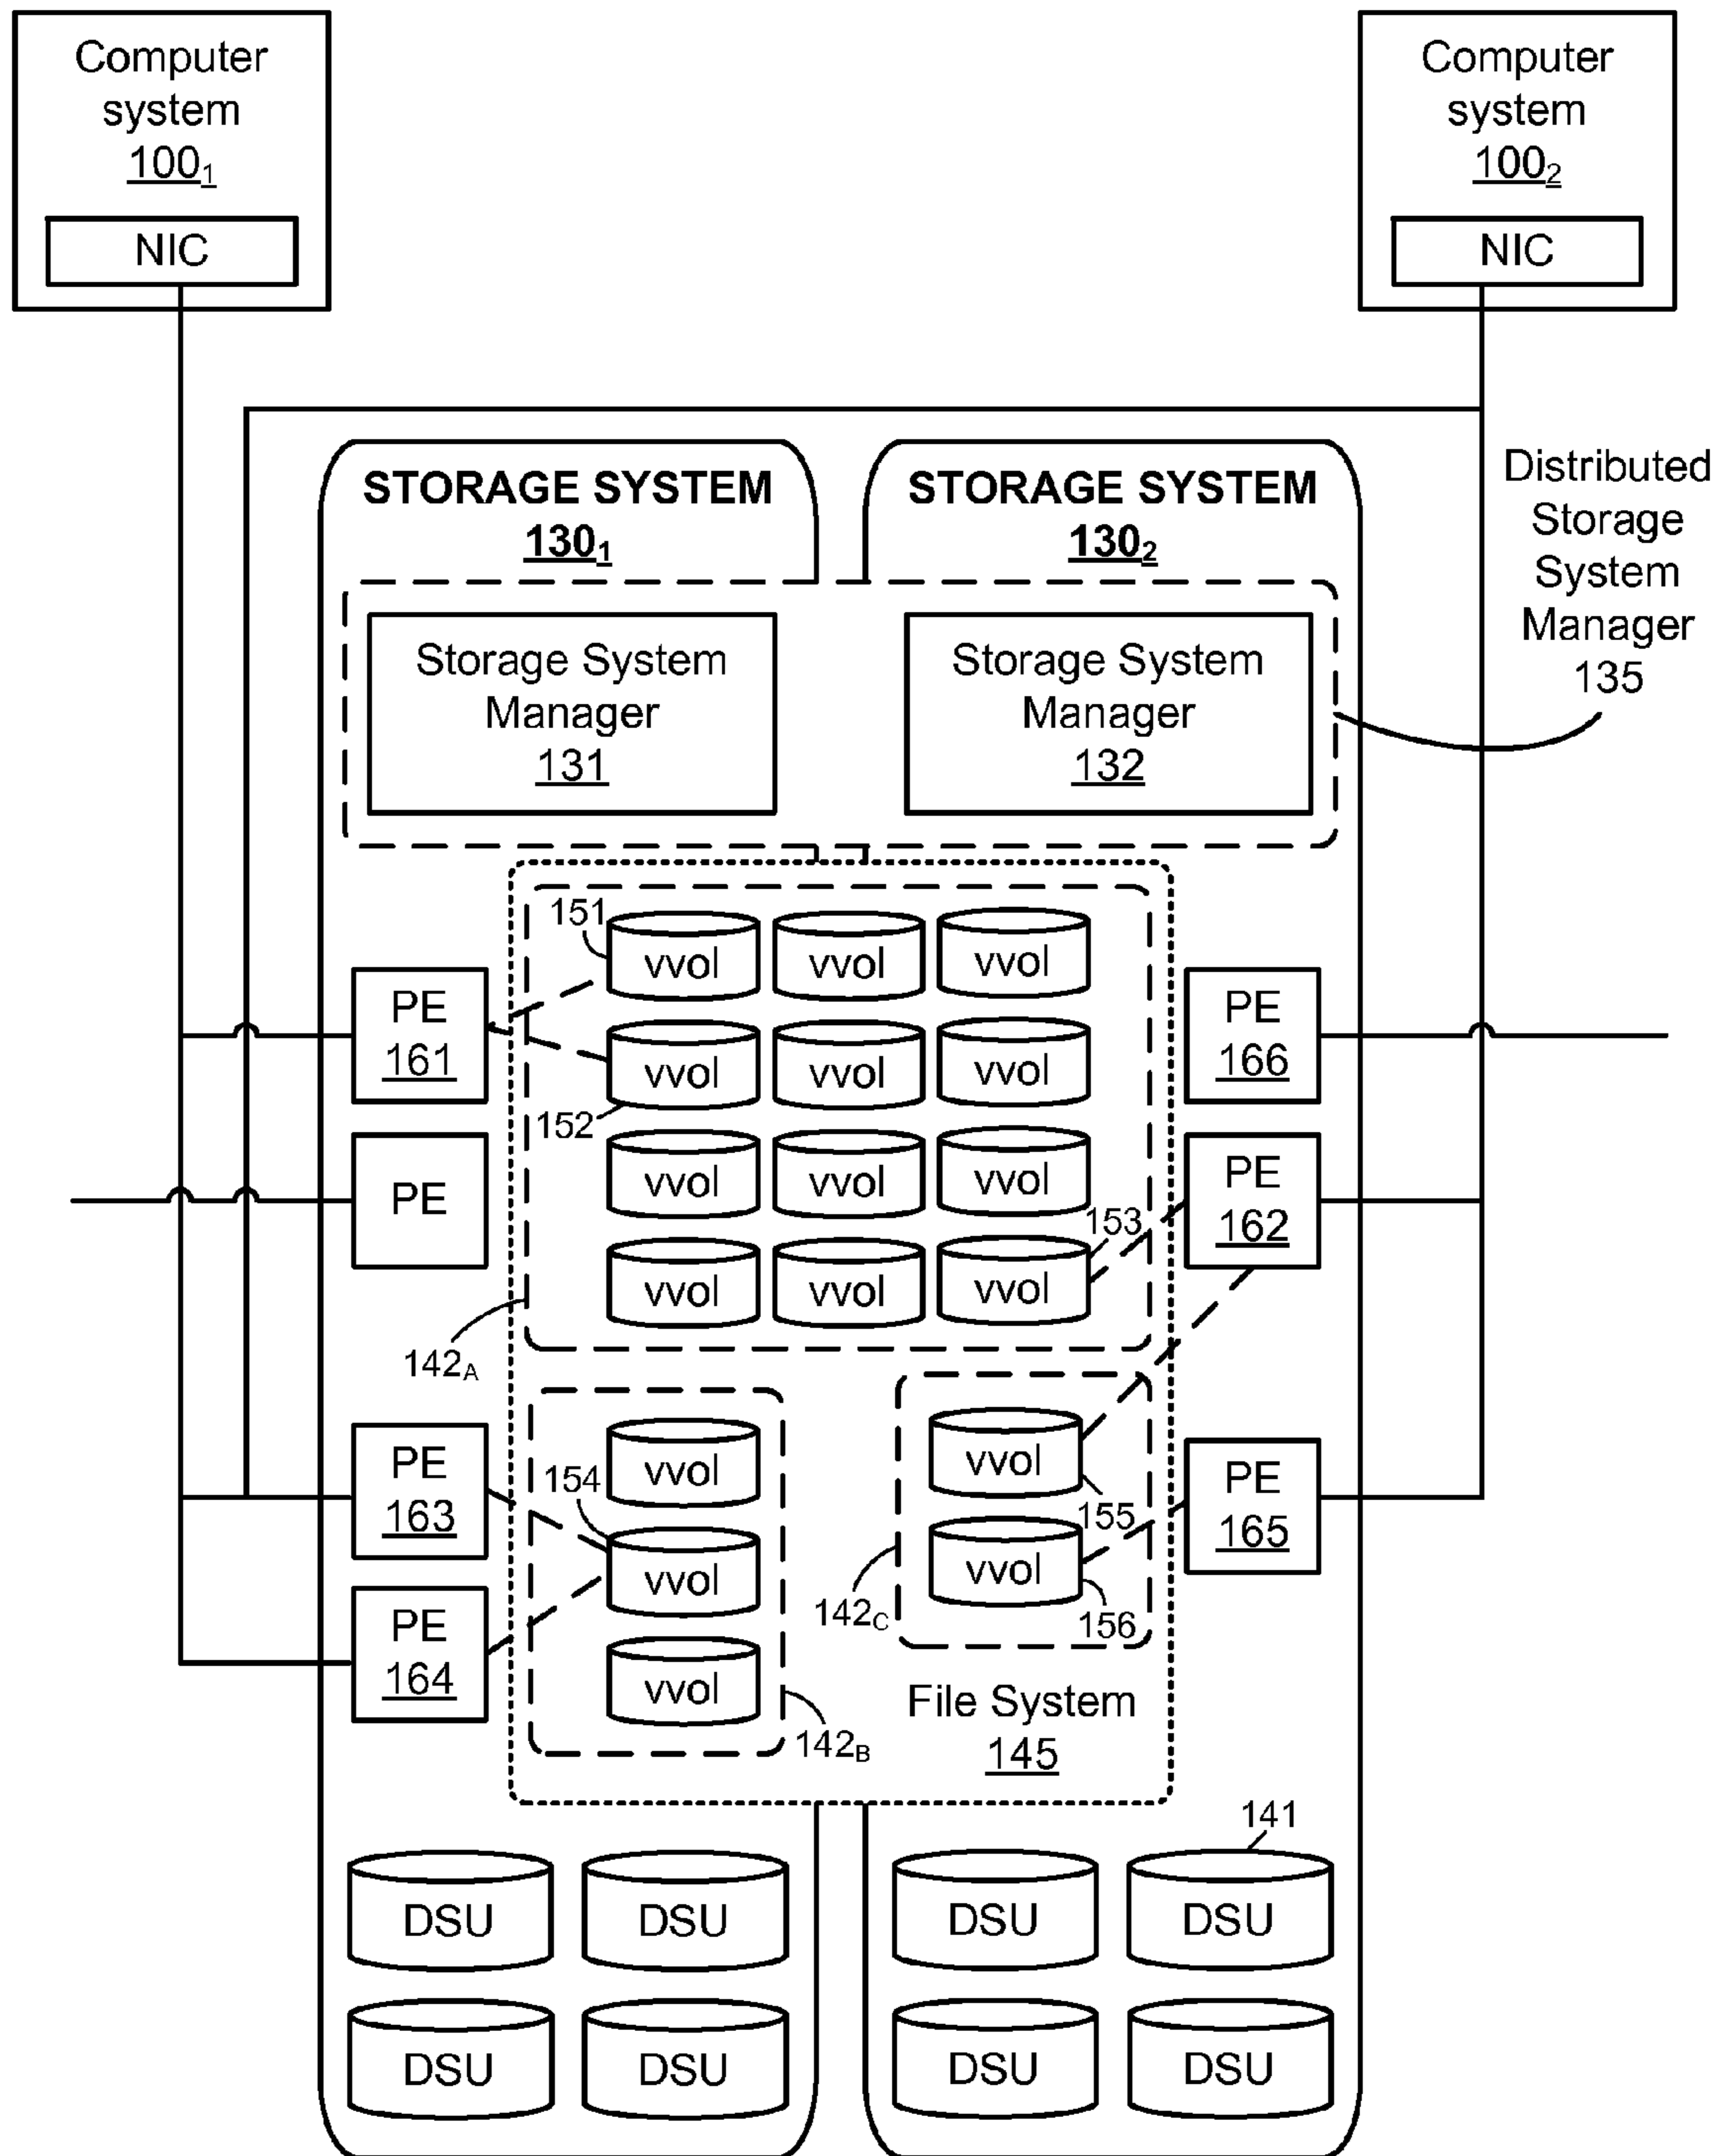 Computer
system
100₁
NIC
Computer
system
100₂
NIC
STORAGE SYSTEM
130₁
STORAGE SYSTEM
130₂
Distributed
Storage
System
Manager
135
Storage System
Manager
131
Storage System
Manager
132
151
vvol
vvol
vvol
PE
161
152
vvol
vvol
vvol
PE
166
PE
vvol
vvol
vvol
PE
162
153
vvol
vvol
vvol
142A
PE
163
154
vvol
vvol
vvol
142B
PE
164
vvol
155
vvol
156
142C
PE
165
File System
145
141
DSU
DSU
DSU
DSU
DSU
DSU
DSU
DSU